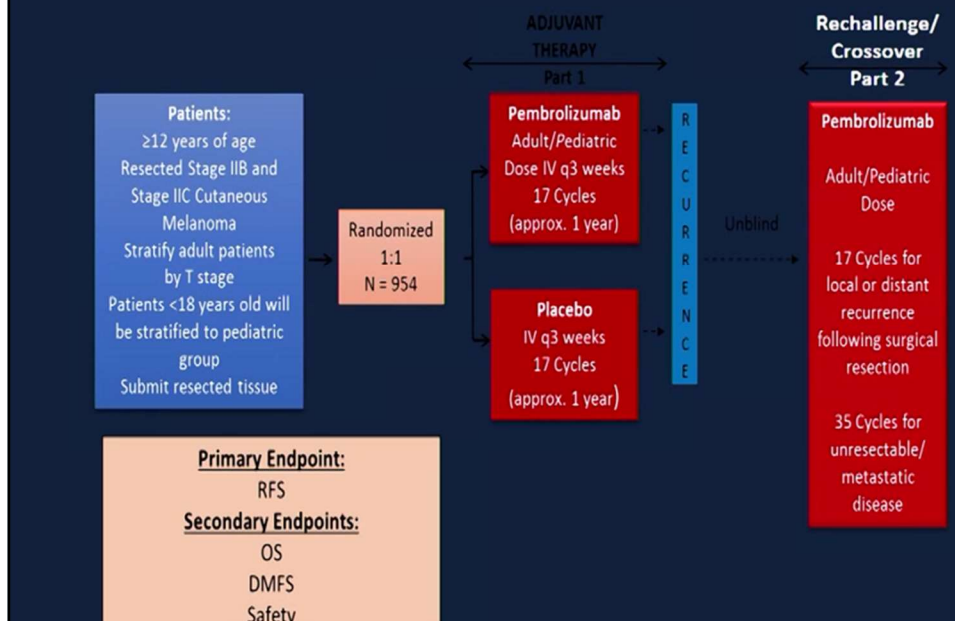 ADJUVANT
THERAPY
Part 1
Rechallenge/
Crossover
Part 2
Patients:
≥12 years of age
Resected Stage IIB and
Stage IIC Cutaneous
Melanoma
Stratify adult patients
by T stage
Patients <18 years old will
be stratified to pediatric
group
Submit resected tissue
Randomized
1:1
N = 954
Pembrolizumab
Adult/Pediatric
Dose IV q3 weeks
17 Cycles
(approx. 1 year)
Placebo
IV q3 weeks
17 Cycles
(approx. 1 year)
R
E
C
U
R
R
E
N
C
E
Unblind
Pembrolizumab
Adult/Pediatric
Dose
17 Cycles for
local or distant
recurrence
following surgical
resection
35 Cycles for
unresectable/
metastatic
disease
Primary Endpoint:
RFS
Secondary Endpoints:
OS
DMFS
Safety